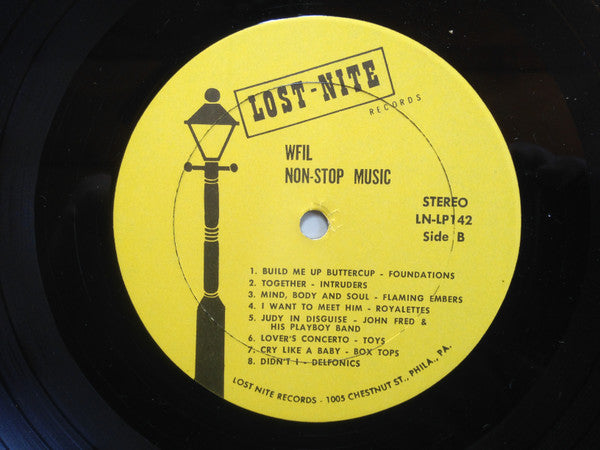 LOST-NITE
RECORDS
WFIL
NON-STOP MUSIC
STEREO
LN-LP142
Side B
1. BUILD ME UP BUTTERCUP - FOUNDATIONS
2. TOGETHER - INTRUDERS
3. MIND, BODY AND SOUL - FLAMING EMBERS
4. I WANT TO MEET HIM - ROYALETTES
5. JUDY IN DISGUISE - JOHN FRED &
HIS PLAYBOY BAND
6. LOVER'S CONCERTO - TOYS
7. CRY LIKE A BABY - BOX TOPS
8. DIDN'T I - DELFONICS
LOST NITE RECORDS - 1005 CHESTNUT ST., PHILA., PA.